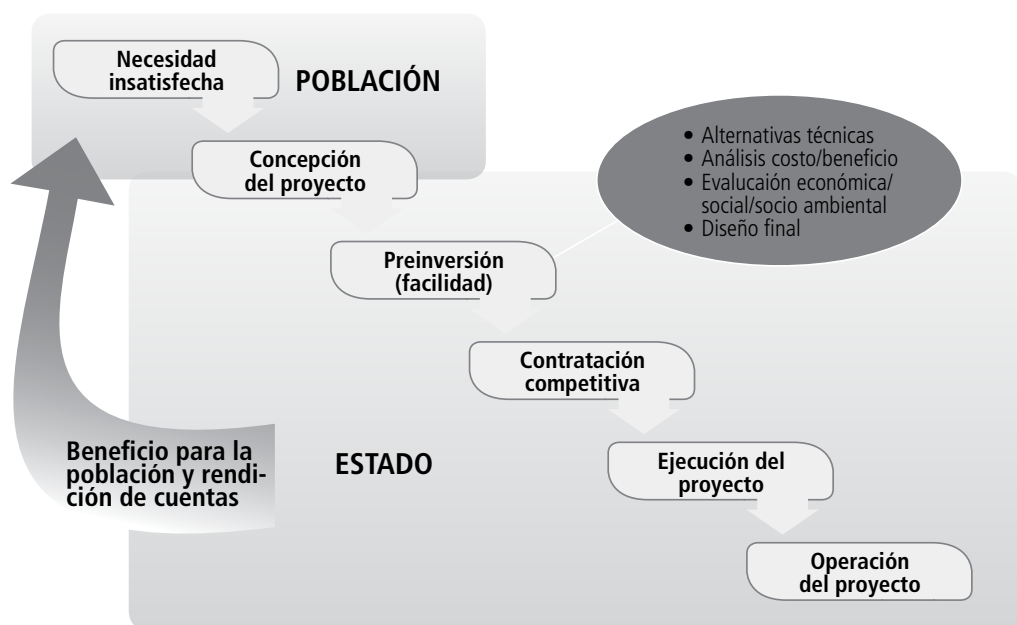 Necesidad
insatisfecha
POBLACIÓN
Concepción
del proyecto
• Alternativas técnicas
• Análisis costo/beneficio
• Evalucaión económica/
social/socio ambiental
• Diseño final
Preinversión
(facilidad)
Contratación
competitiva
Beneficio para la
población y rendi-
ción de cuentas
ESTADO
Ejecución del
proyecto
Operación
del proyecto